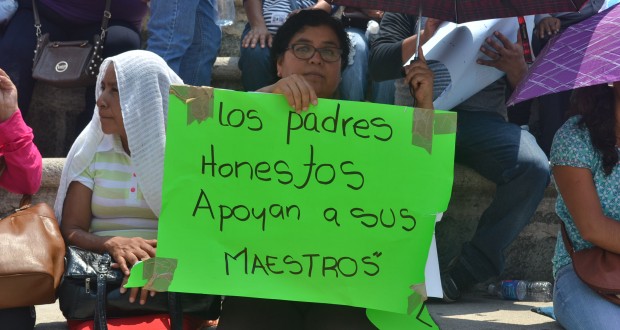 "Los padres
Honestos
Apoyan a sus
MAESTROS"